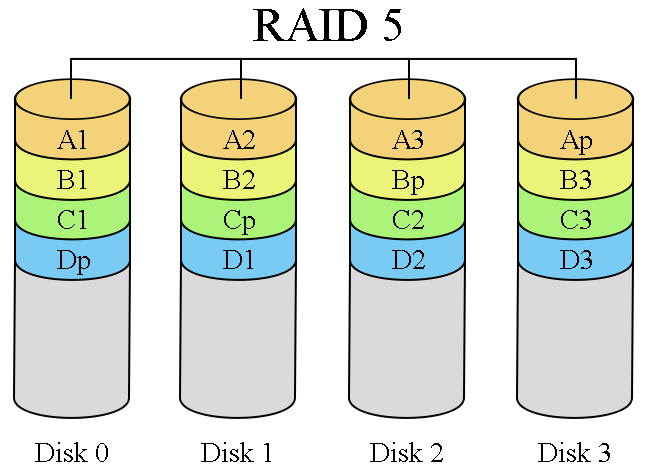 RAID 5
A1 A2 A3 Ap
B1 B2 Bp B3
C1 Cp C2 C3
Dp D1 D2 D3
Disk 0 Disk 1 Disk 2 Disk 3